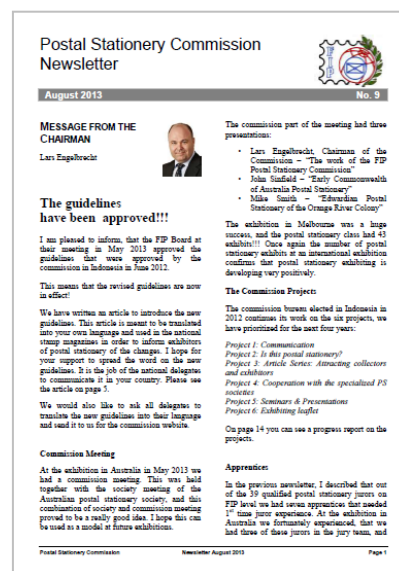 Postal Stationery Commission
Newsletter
August 2013
No. 9
MESSAGE FROM THE
CHAIRMAN
Lars Engelbrecht
The guidelines
have been approved!!!
I am pleased to inform, that the FIP Board at
their meeting in May 2013 approved the
guidelines that were approved by the
commission in Indonesia in June 2012.
This means that the revised guidelines are now
in effect!
We have written an article to introduce the new
guidelines. This article is meant to be translated
into your own language and used in the national
stamp magazines in order to inform exhibitors
of postal stationery of the changes. I hope for
your support to spread the word on the new
guidelines. It is the job of the national delegates
to communicate it in your country. Please see
the article on page 5.
We would also like to ask all delegates to
translate the new guidelines into their language
and send it to us for the commission website.
Commission Meeting
At the exhibition in Australia in May 2013 we
had a commission meeting. This was held
together with the society meeting of the
Australian postal stationery society, and this
combination of society and commission meeting
proved to be a really good idea. I hope this can
be used as a model at future exhibitions.
The commission part of the meeting had three
presentations:
• Lars Engelbrecht, Chairman of the
Commission – "The work of the FIP
Postal Stationery Commission"
• John Sinfield – "Early Commonwealth
of Australia Postal Stationery"
• Mike Smith – "Edwardian Postal
Stationery of the Orange River Colony"
The exhibition in Melbourne was a huge
success, and the postal stationery class had 43
exhibits!!! Once again the number of postal
stationery exhibits at an international exhibition
confirms that postal stationery exhibiting is
developing very positively.
The Commission Projects
The commission bureau elected in Indonesia in
2012 continues its work on the six projects, we
have prioritized for the next four years:
Project 1: Communication
Project 2: Is this postal stationery?
Project 3: Article Series: Attracting collectors
and exhibitors
Project 4: Cooperation with the specialized PS
societies
Project 5: Seminars & Presentations
Project 6: Exhibiting leaflet
On page 14 you can see a progress report on the
projects.
Apprentices
In the previous newsletter, I described that out
of the 39 qualified postal stationery jurors on
FIP level we had seven apprentices that needed
1st time juror experience. At the exhibition in
Australia we fortunately experienced, that we
had three of these jurors in the jury team, and
Postal Stationery Commission
Newsletter August 2013
Page 1